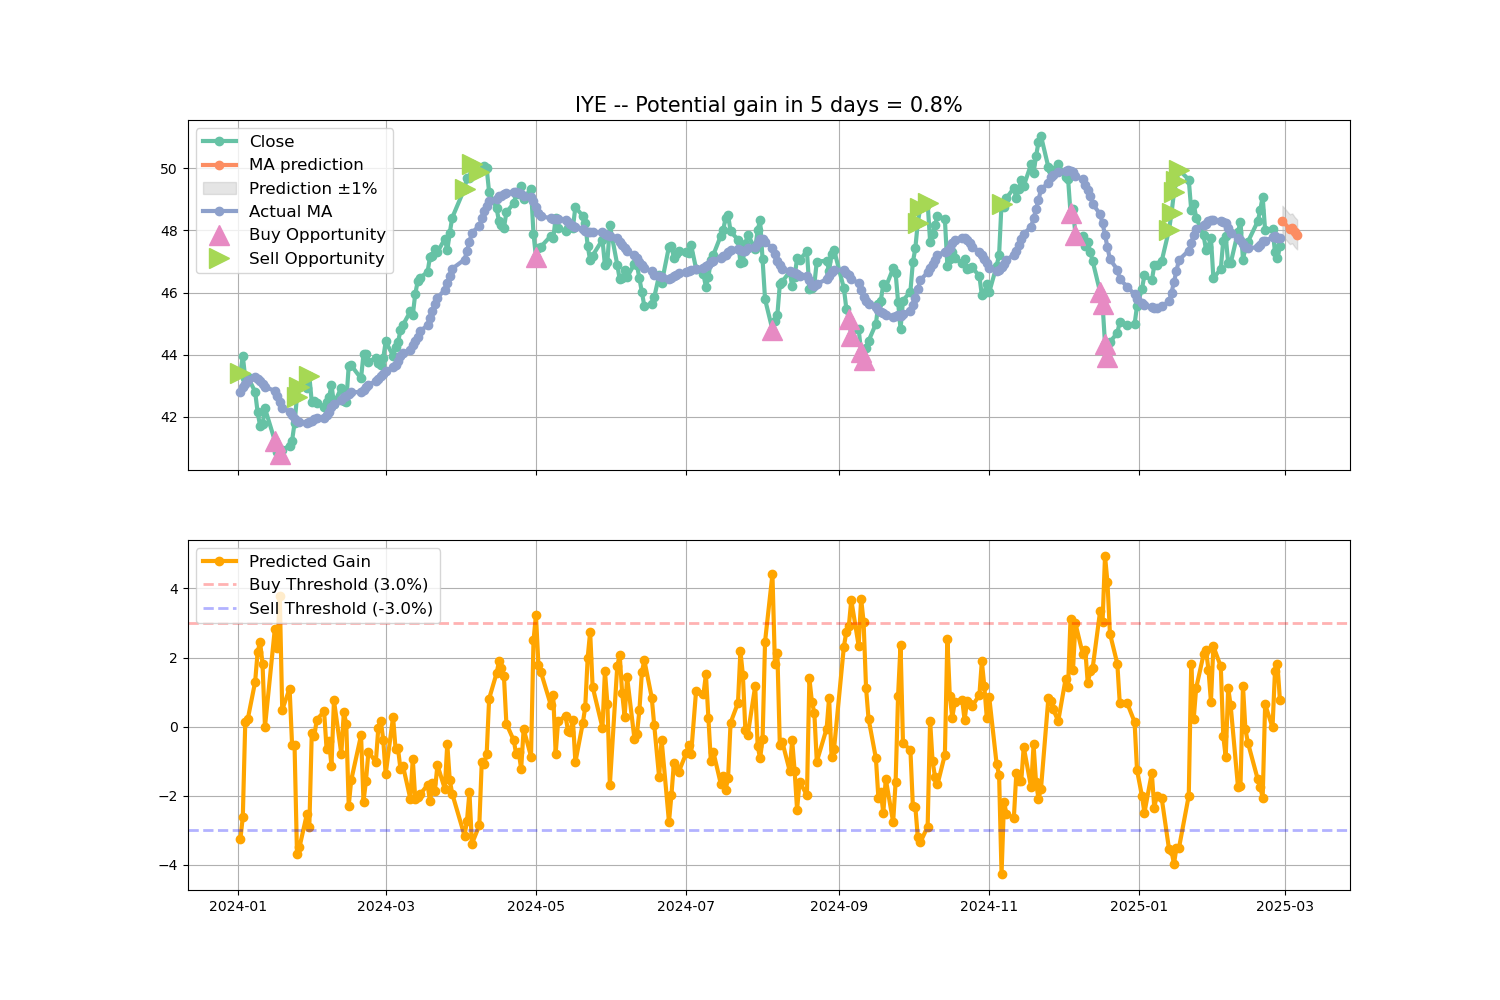 IYE -- Potential gain in 5 days = 0.8%
Close
MA prediction
Prediction ±1%
Actual MA
Buy Opportunity
Sell Opportunity
50
48
46
44
42
Predicted Gain
Buy Threshold (3.0%)
Sell Threshold (-3.0%)
4
2
0
−2
−4
2024-01
2024-03
2024-05
2024-07
2024-09
2024-11
2025-01
2025-03